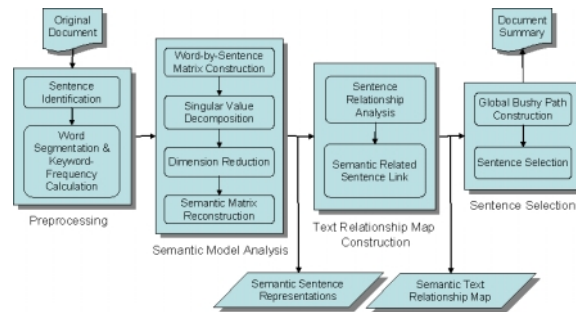 Original
Document
Sentence
Identification
Word
Segmentation &
Keyword-
Frequency
Calculation
Preprocessing
Word-by-Sentence
Matrix Construction
Singular Value
Decomposition
Dimension Reduction
Semantic Matrix
Reconstruction
Semantic Model Analysis
Sentence
Relationship
Analysis
Semantic Related
Sentence Link
Text Relationship Map
Construction
Document
Summary
Global Bushy Path
Construction
Sentence Selection
Sentence Selection
Semantic Sentence
Representations
Semantic Text
Relationship Map